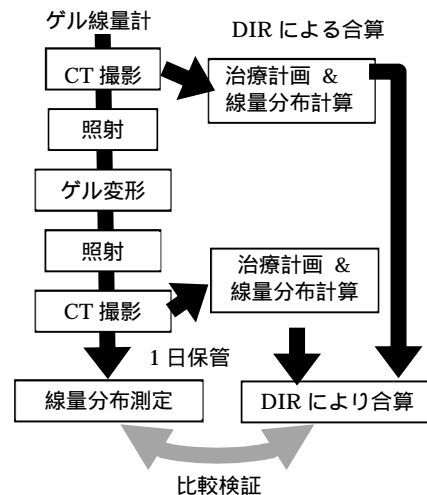 ゲル線量計
DIR による合算
CT 撮影
治療計画 &
線量分布計算
照射
ゲル変形
照射
治療計画 &
線量分布計算
CT 撮影
1 日保管
線量分布測定
DIR により合算
比較検証